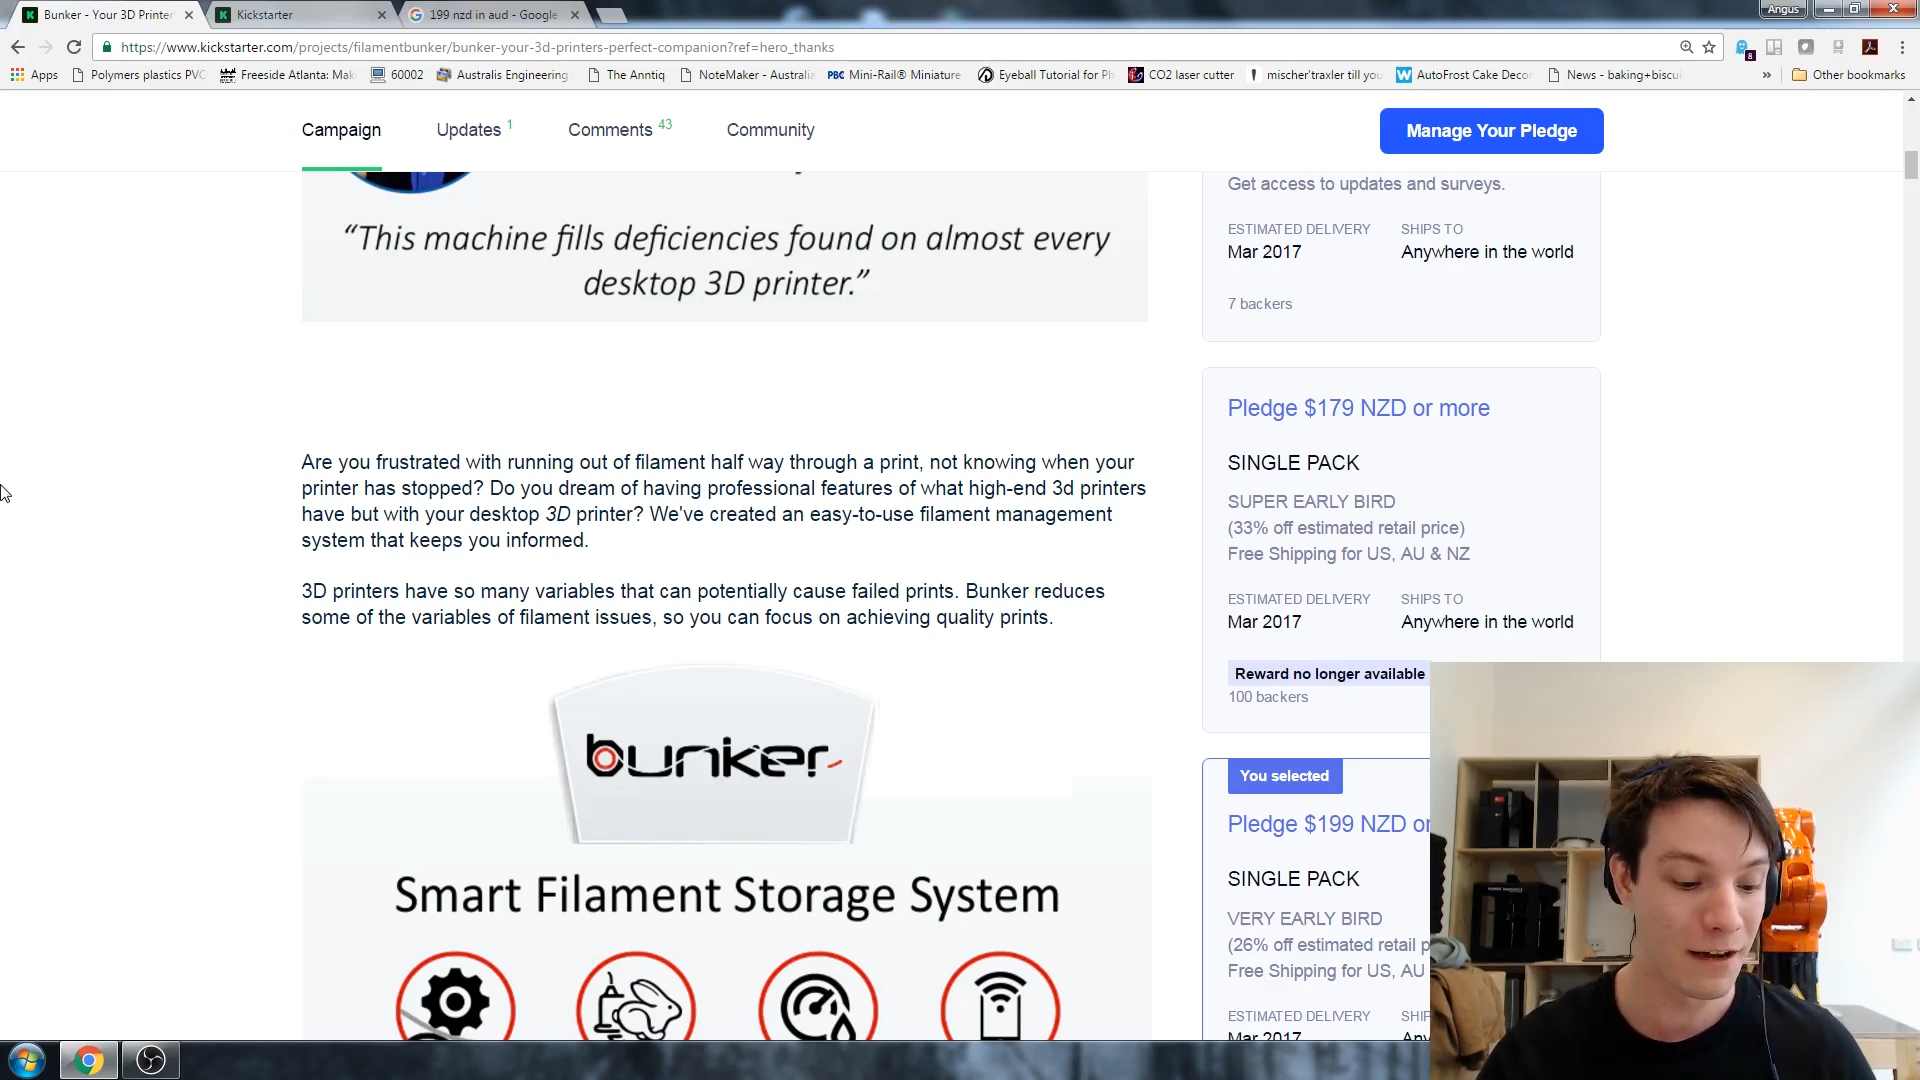 Bunker - Your 3D Printer
Kickstarter
199 nzd in aud - Google
Angus
https://www.kickstarter.com/projects/filamentbunker/bunker-your-3d-printers-perfect-companion?ref=hero_thanks
8
Apps
Polymers plastics PVC
Freeside Atlanta: Mak
60002
Australis Engineering
The Anntiq
NoteMaker - Australia
PBC Mini-Rail® Miniature
Eyeball Tutorial for Ph
CO2 laser cutter
mischer'traxler till you
W AutoFrost Cake Decor
News - baking+biscui
»
Other bookmarks
Campaign
Updates 1
Comments 43
Community
Manage Your Pledge
“This machine fills deficiencies found on almost every
desktop 3D printer.”
Are you frustrated with running out of filament half way through a print, not knowing when your
printer has stopped? Do you dream of having professional features of what high-end 3d printers
have but with your desktop 3D printer? We've created an easy-to-use filament management
system that keeps you informed.
3D printers have so many variables that can potentially cause failed prints. Bunker reduces
some of the variables of filament issues, so you can focus on achieving quality prints.
bunker
Smart Filament Storage System
Get access to updates and surveys.
ESTIMATED DELIVERY
Mar 2017
SHIPS TO
Anywhere in the world
7 backers
Pledge $179 NZD or more
SINGLE PACK
SUPER EARLY BIRD
(33% off estimated retail price)
Free Shipping for US, AU & NZ
ESTIMATED DELIVERY
Mar 2017
SHIPS TO
Anywhere in the world
Reward no longer available
100 backers
You selected
Pledge $199 NZD or
SINGLE PACK
VERY EARLY BIRD
(26% off estimated retail p
Free Shipping for US, AU
ESTIMATED DELIVERY
Mar 2017
SHIP
Any